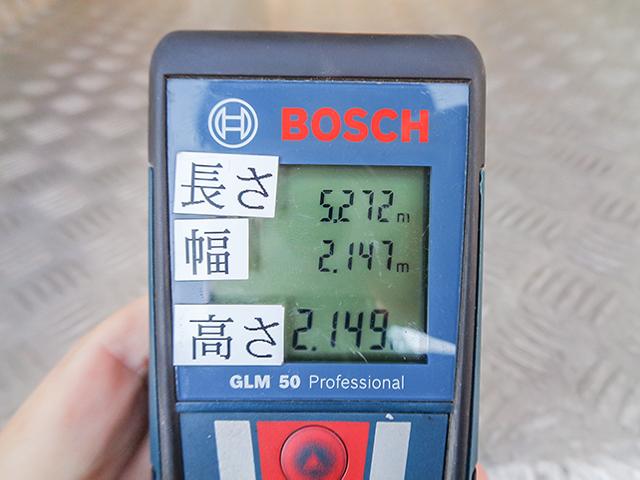 BOSCH
長さ 5.272 m
幅 2.147 m
高さ 2.149
GLM 50 Professional